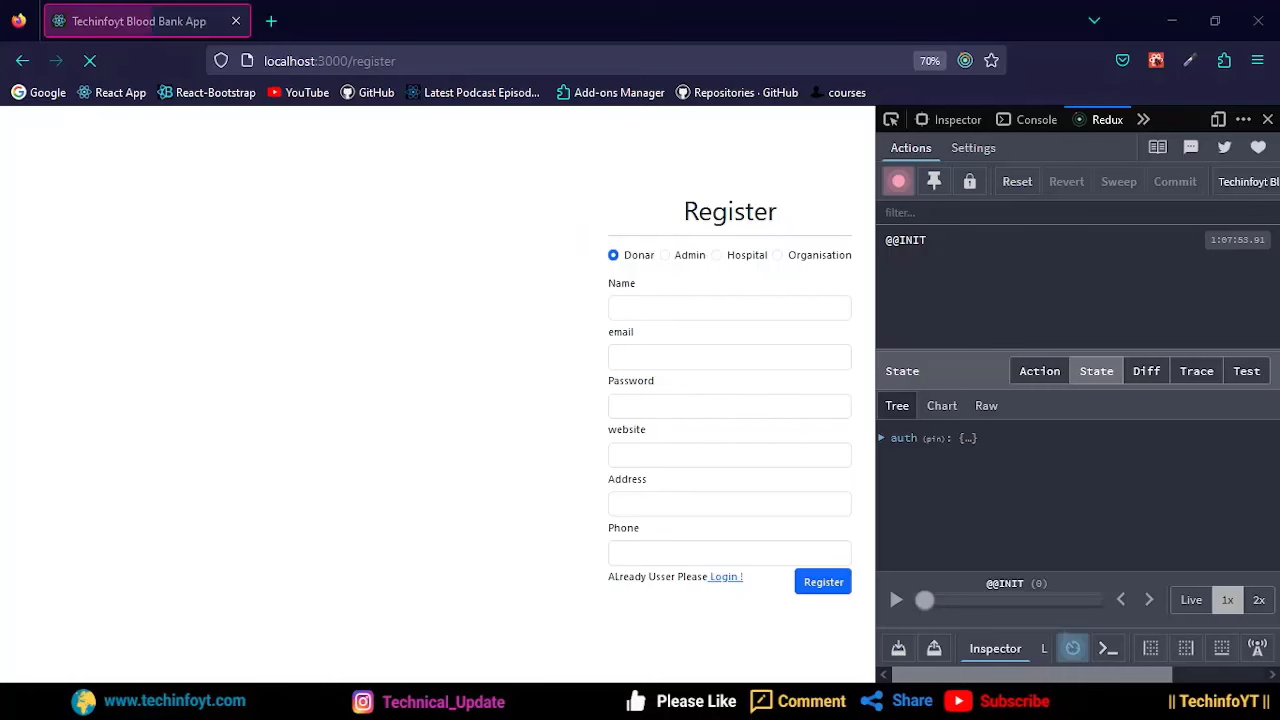 Techinfoyt Blood Bank App
localhost:3000/register
70%
Google
React App
React-Bootstrap
YouTube
GitHub
Latest Podcast Episod...
Add-ons Manager
Repositories · GitHub
courses
Inspector
Console
Redux
Actions
Settings
Reset
Revert
Sweep
Commit
Techinfoyt Bl
filter...
@@INIT
1:07:53.91
Register
Donar
Admin
Hospital
Organisation
Name
email
Password
website
Address
Phone
ALready Usser Please Login !
Register
State
Action
State
Diff
Trace
Test
Tree
Chart
Raw
auth (pin): {…}
@@INIT (0)
Live
1x
2x
Inspector
L
www.techinfoyt.com
Technical_Update
Please Like
Comment
Share
Subscribe
|| TechinfoYT ||